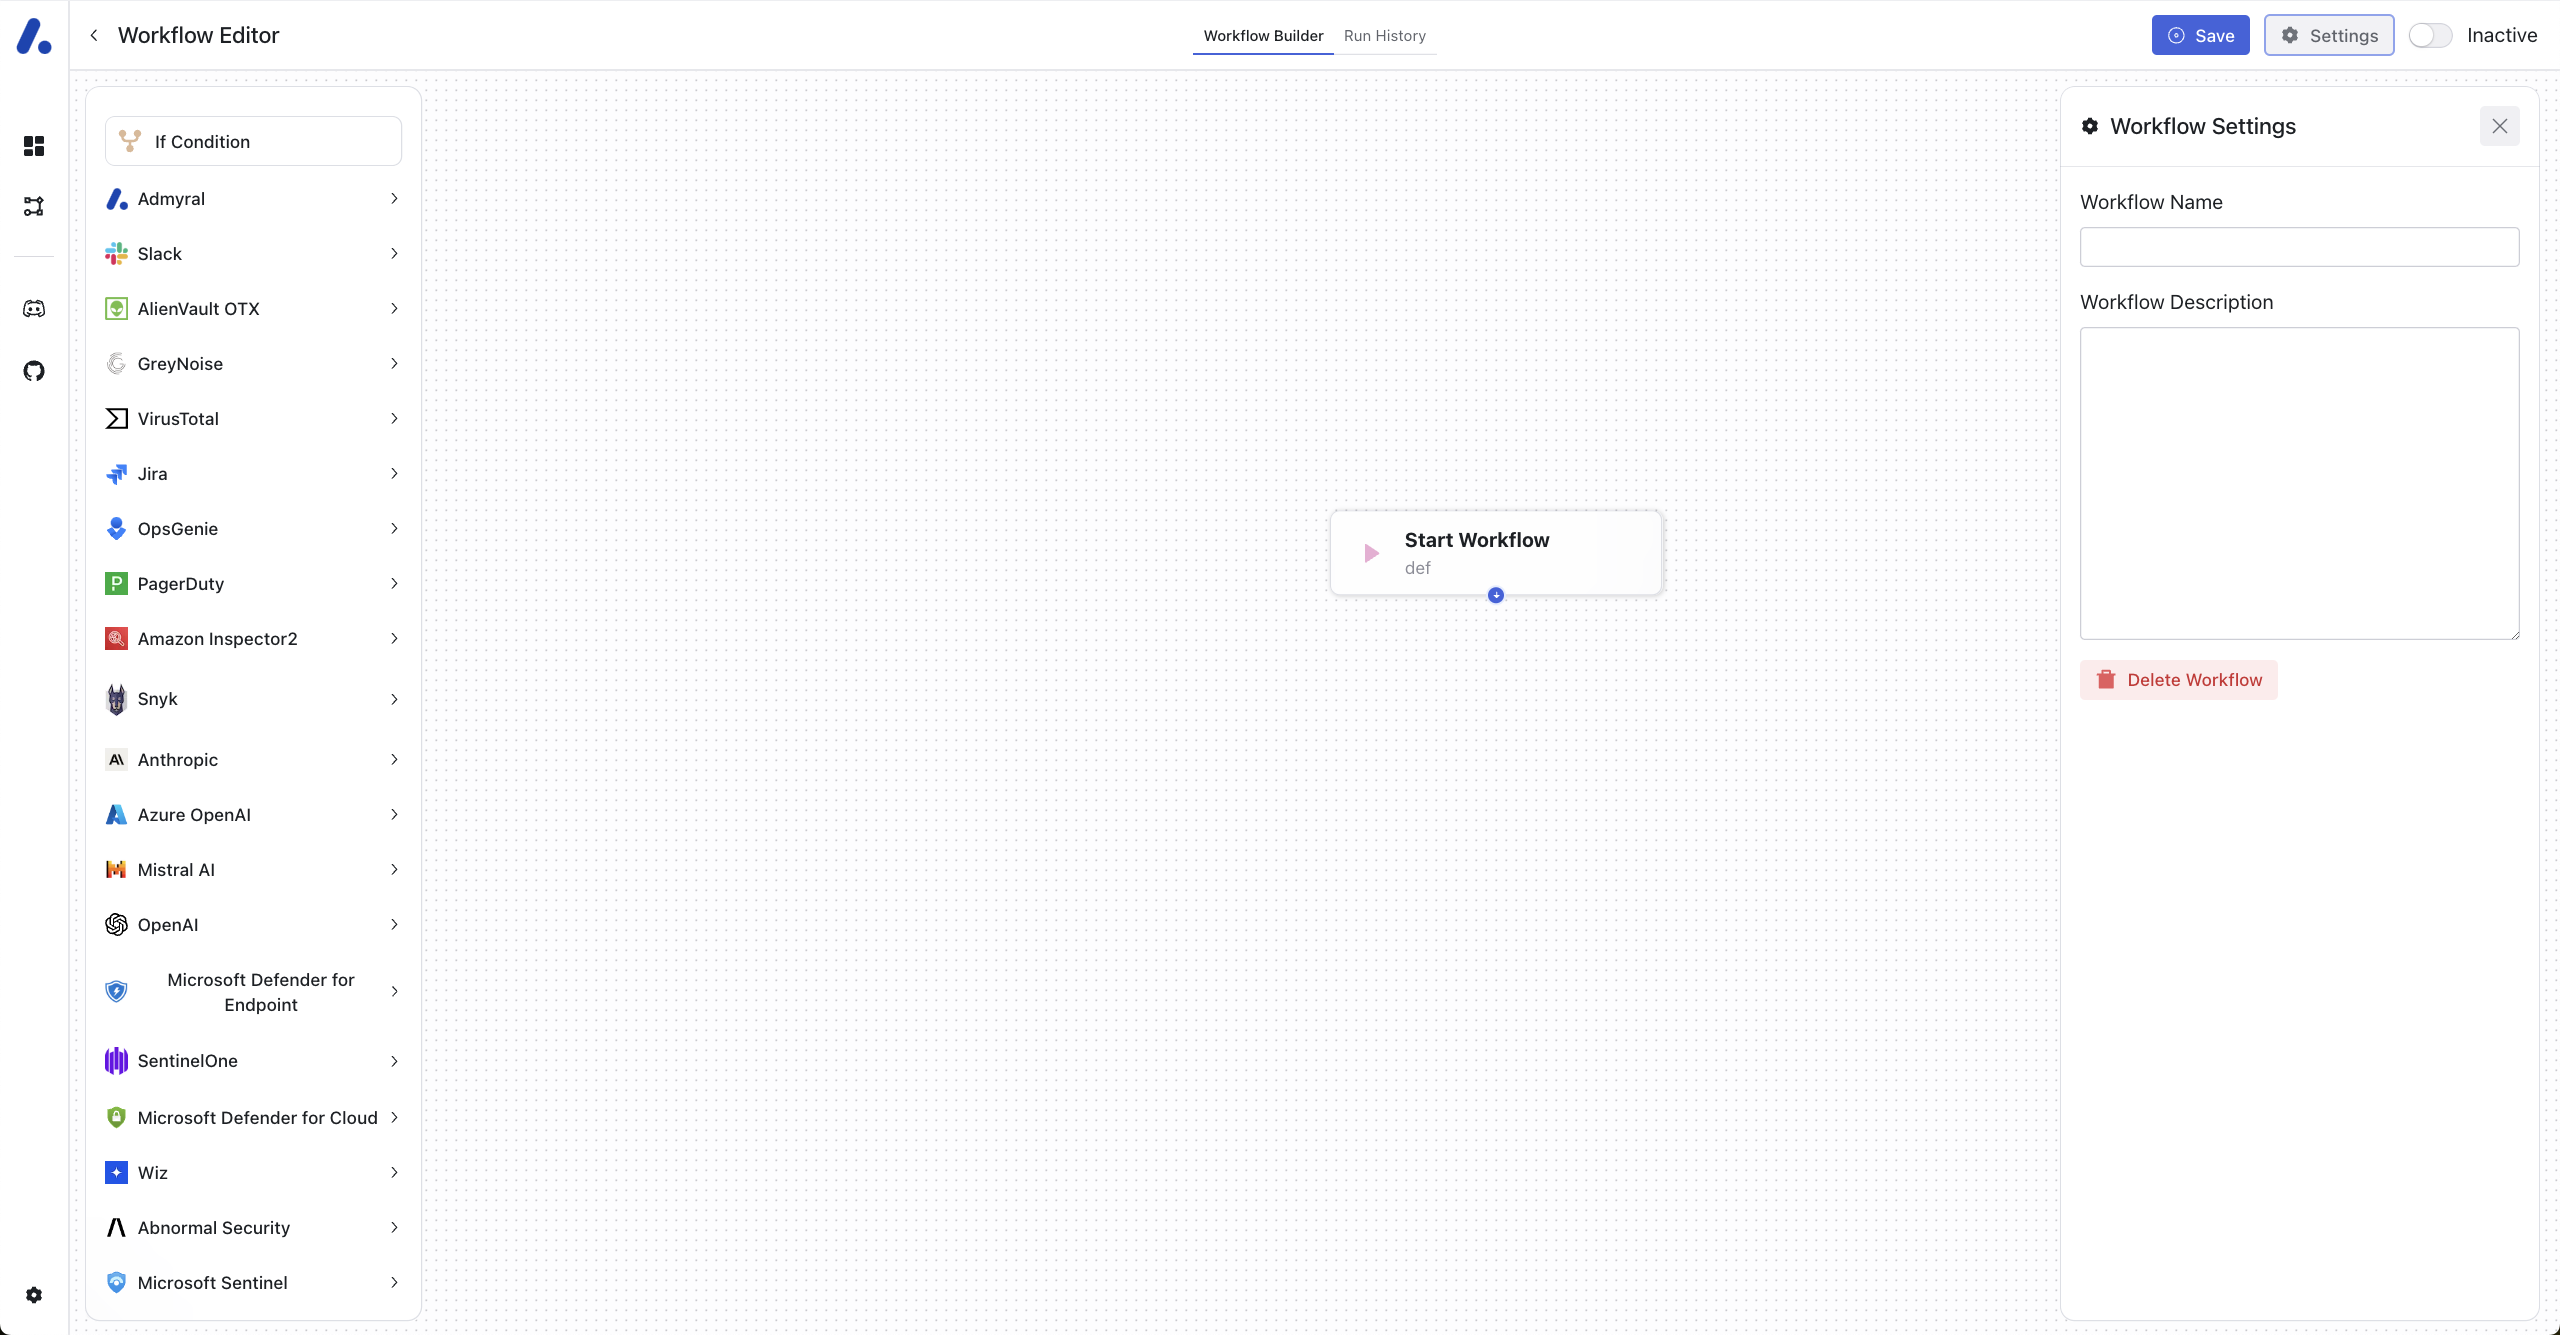 Workflow Editor
Workflow Builder
Run History
Save
Settings
Inactive
If Condition
Admyral
Slack
AlienVault OTX
GreyNoise
VirusTotal
Jira
OpsGenie
PagerDuty
Amazon Inspector2
Snyk
Anthropic
Azure OpenAI
Mistral AI
OpenAI
Microsoft Defender for
Endpoint
SentinelOne
Microsoft Defender for Cloud
Wiz
Abnormal Security
Microsoft Sentinel
Start Workflow
def
Workflow Settings
Workflow Name
Workflow Description
Delete Workflow